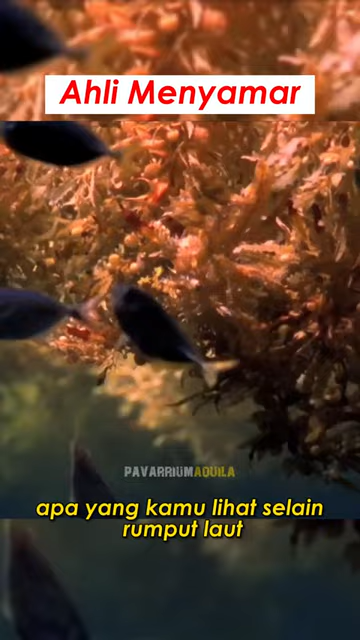 Ahli Menyamar
PAVARRIUMAQUILA
apa yang kamu lihat selain
rumput laut